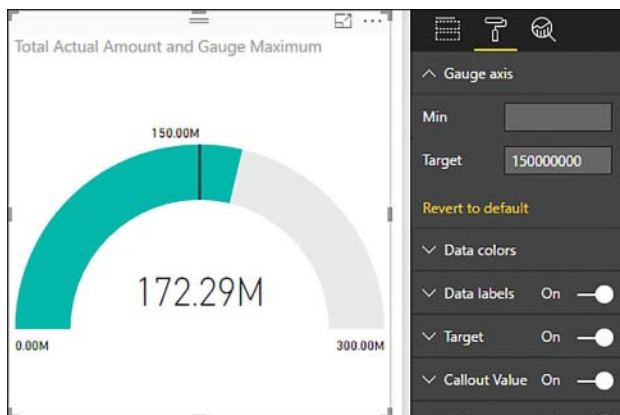 Total Actual Amount and Gauge Maximum
150.00M
172.29M
0.00M
300.00M
Gauge axis
Min
Target 150000000
Revert to default
Data colors
Data labels On
Target On
Callout Value On